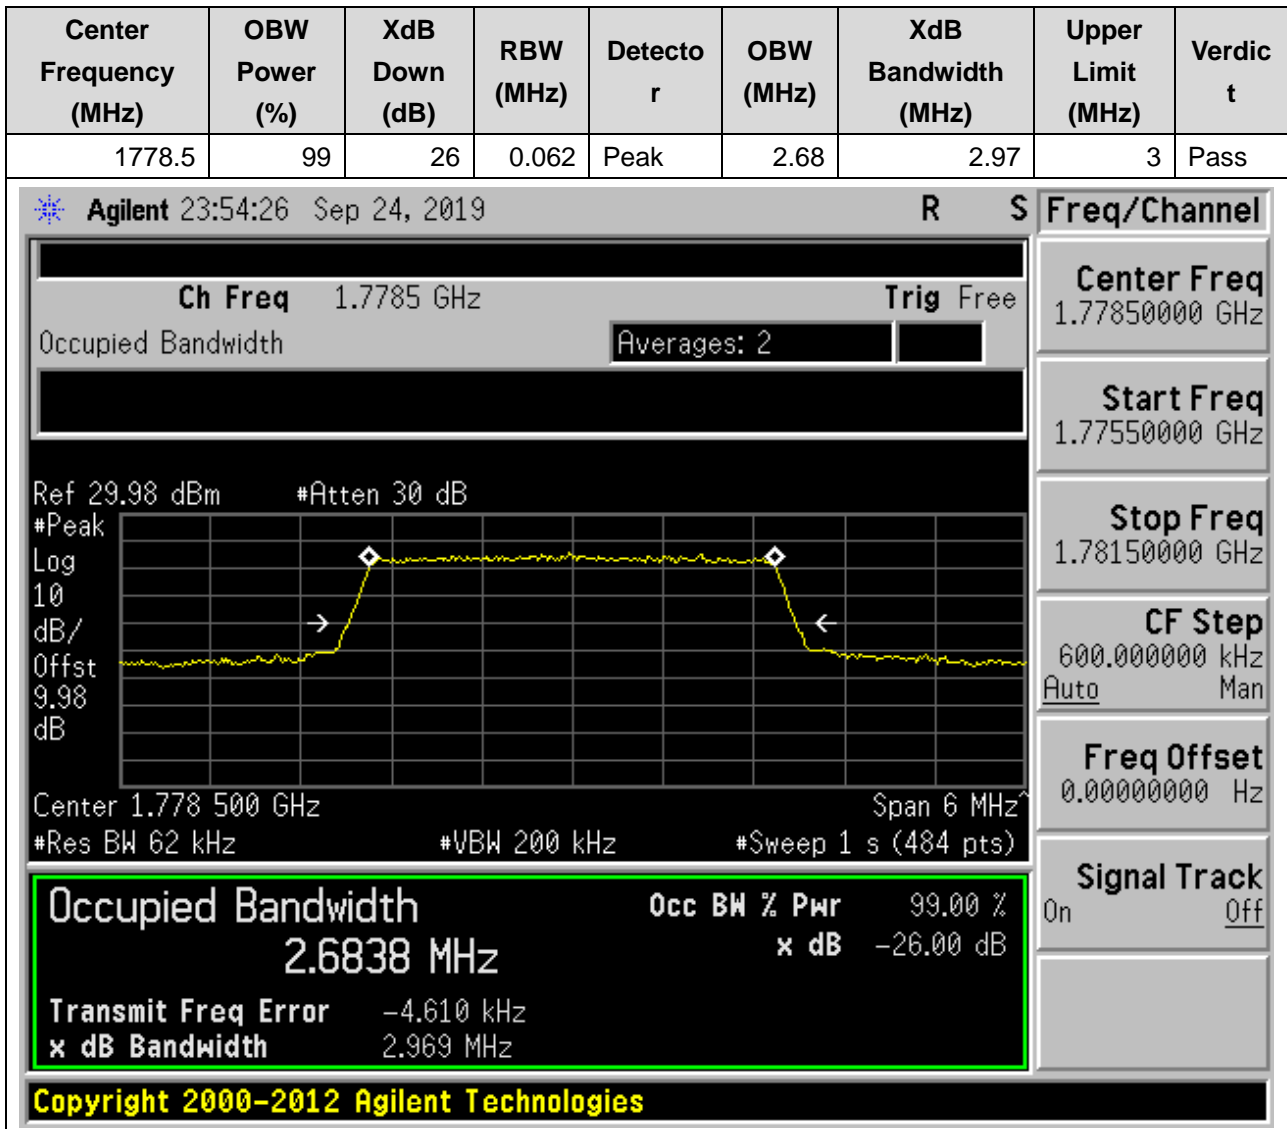 Center Frequency (MHz) OBW Power (%) XdB Down (dB) RBW (MHz) Detector OBW (MHz) XdB Bandwidth (MHz) Upper Limit (MHz) Verdict
1778.5 99 26 0.062 Peak 2.68 2.97 3 Pass
Agilent 23:54:26 Sep 24, 2019 R S Freq/Channel
Ch Freq 1.7785 GHz Trig Free
Occupied Bandwidth Averages: 2
Center Freq
1.77850000 GHz
Start Freq
1.77550000 GHz
Stop Freq
1.78150000 GHz
CF Step
600.000000 kHz
Auto Man
Freq Offset
0.00000000 Hz
Signal Track
On Off
Ref 29.98 dBm #Atten 30 dB
#Peak
Log
10
dB/
Offst
9.98
dB
Center 1.778 500 GHz Span 6 MHz^
#Res BW 62 kHz #VBW 200 kHz #Sweep 1 s (484 pts)
Occupied Bandwidth Occ BW % Pwr 99.00 %
2.6838 MHz x dB -26.00 dB
Transmit Freq Error -4.610 kHz
x dB Bandwidth 2.969 MHz
Copyright 2000-2012 Agilent Technologies